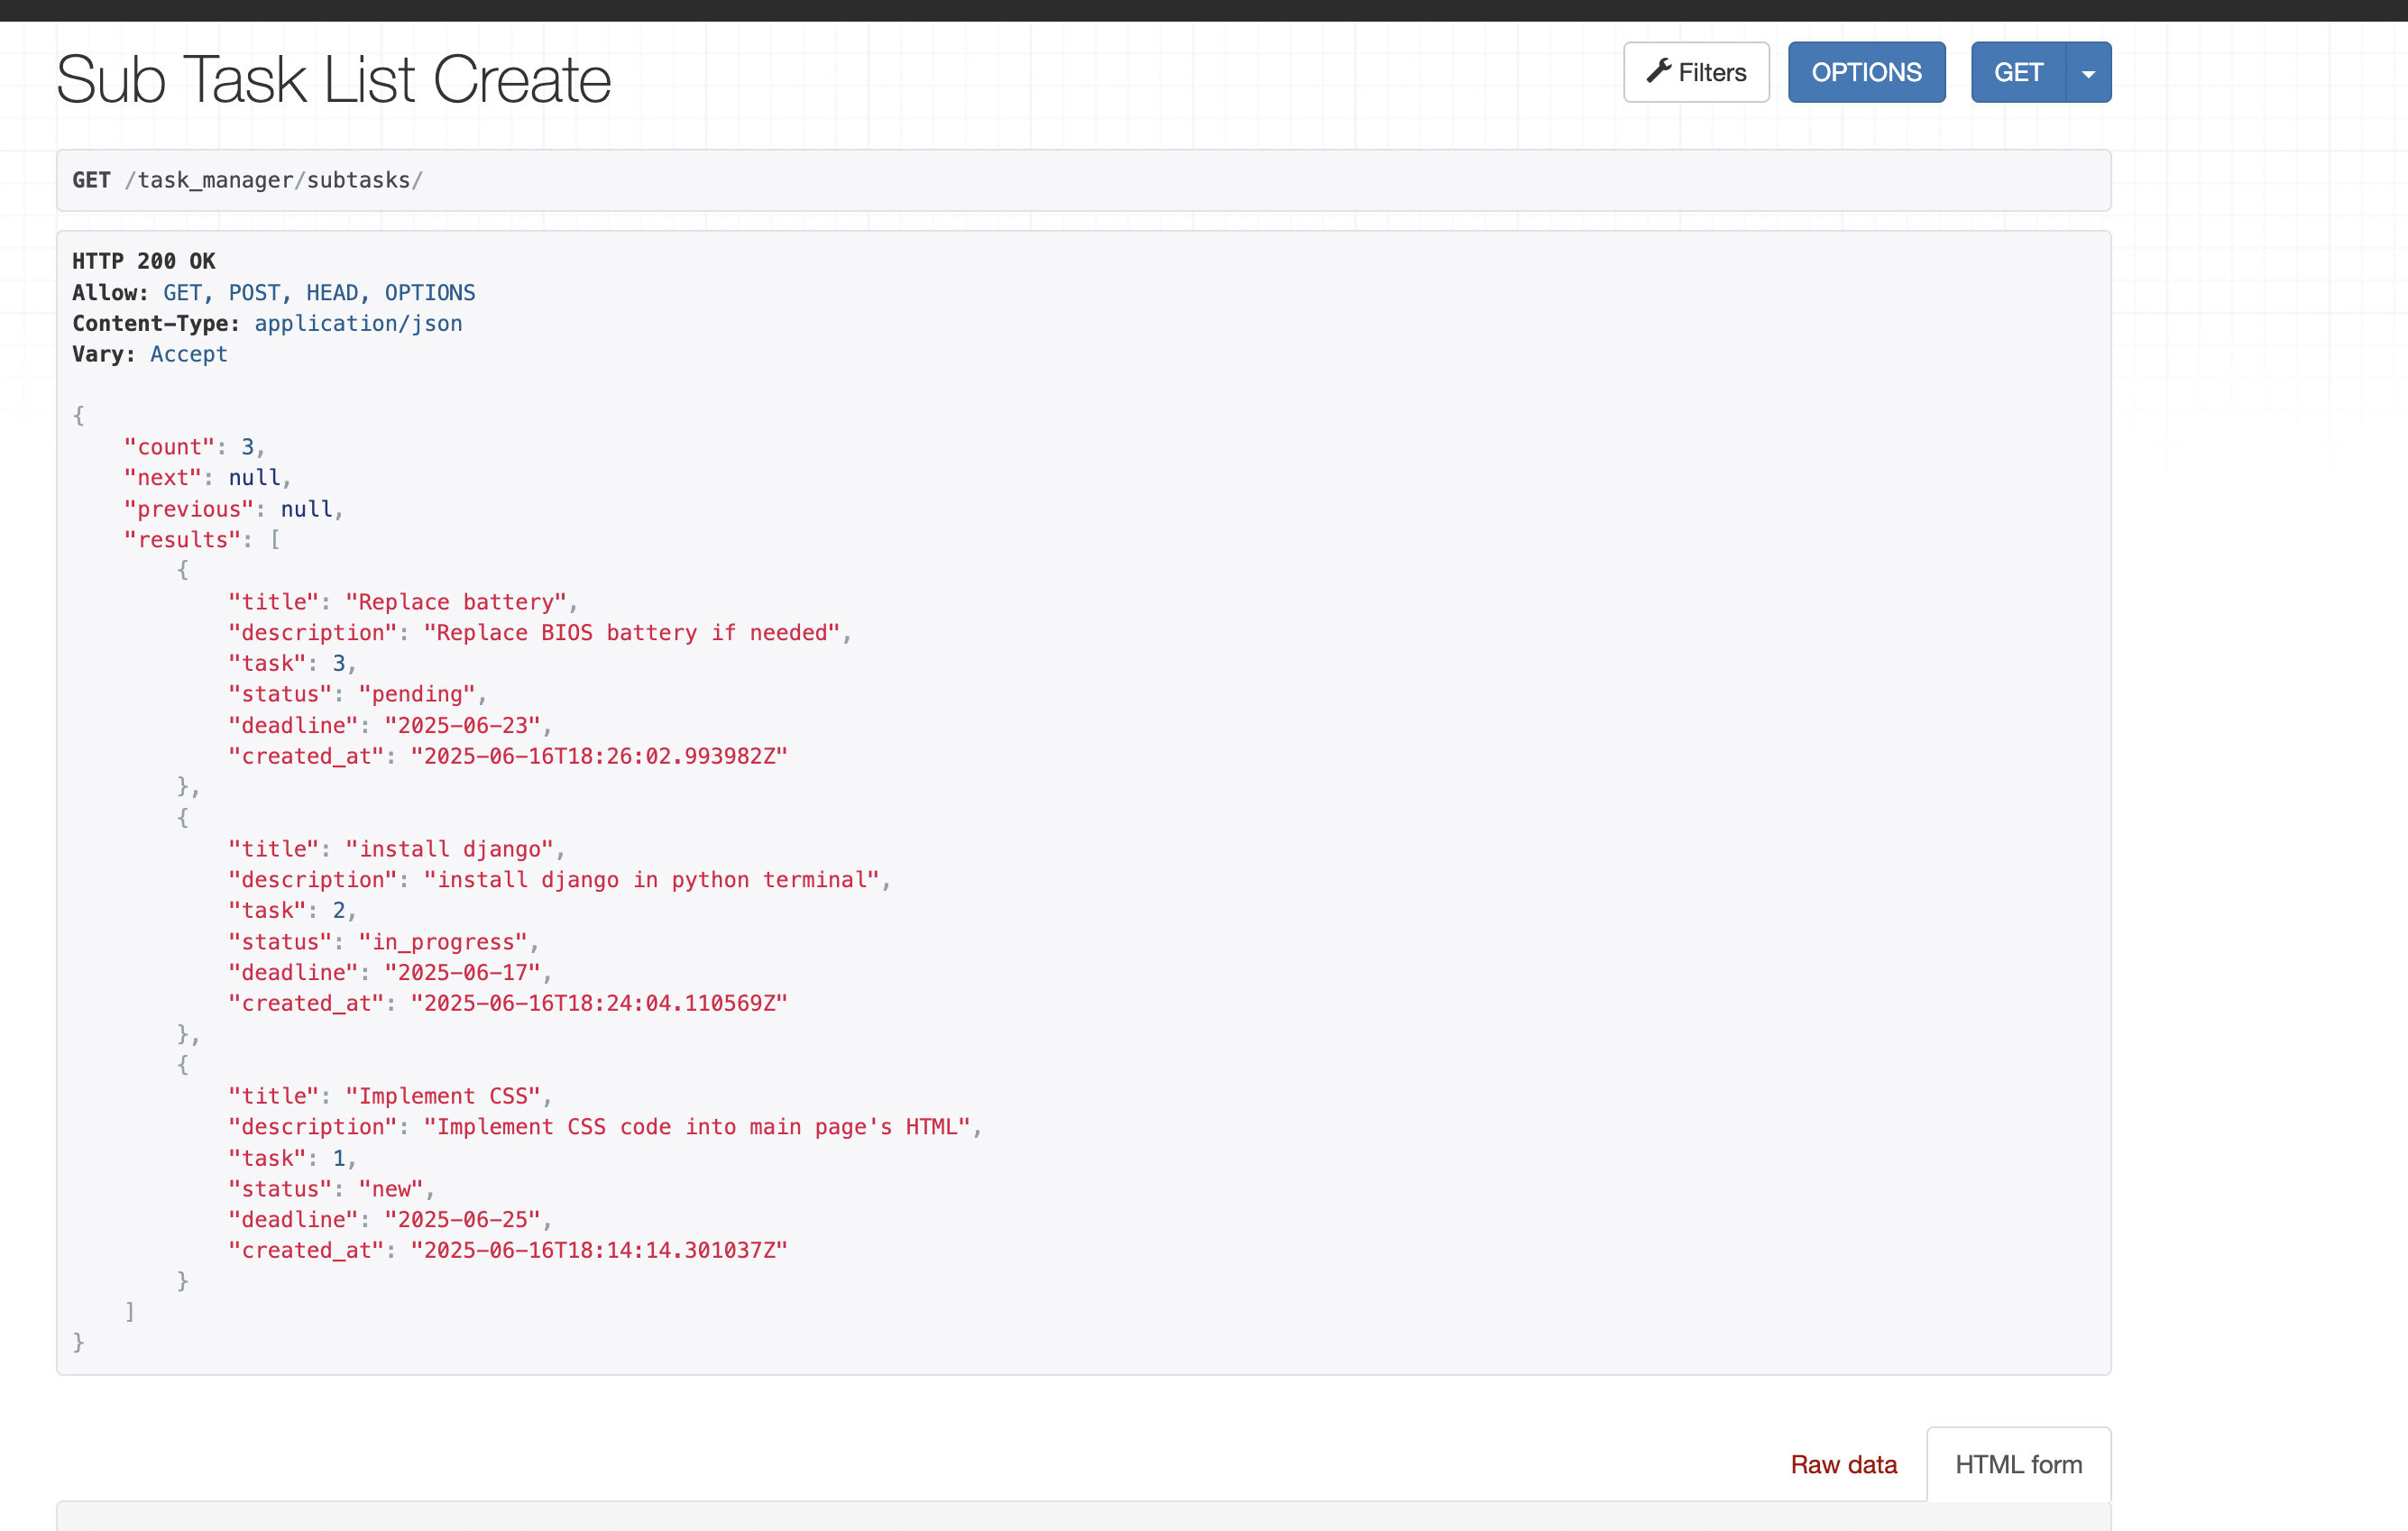 Sub Task List Create
Filters
OPTIONS
GET
GET /task_manager/subtasks/
HTTP 200 OK
Allow: GET, POST, HEAD, OPTIONS
Content-Type: application/json
Vary: Accept
{
    "count": 3,
    "next": null,
    "previous": null,
    "results": [
        {
            "title": "Replace battery",
            "description": "Replace BIOS battery if needed",
            "task": 3,
            "status": "pending",
            "deadline": "2025-06-23",
            "created_at": "2025-06-16T18:26:02.993982Z"
        },
        {
            "title": "install django",
            "description": "install django in python terminal",
            "task": 2,
            "status": "in_progress",
            "deadline": "2025-06-17",
            "created_at": "2025-06-16T18:24:04.110569Z"
        },
        {
            "title": "Implement CSS",
            "description": "Implement CSS code into main page's HTML",
            "task": 1,
            "status": "new",
            "deadline": "2025-06-25",
            "created_at": "2025-06-16T18:14:14.301037Z"
        }
    ]
}
Raw data
HTML form